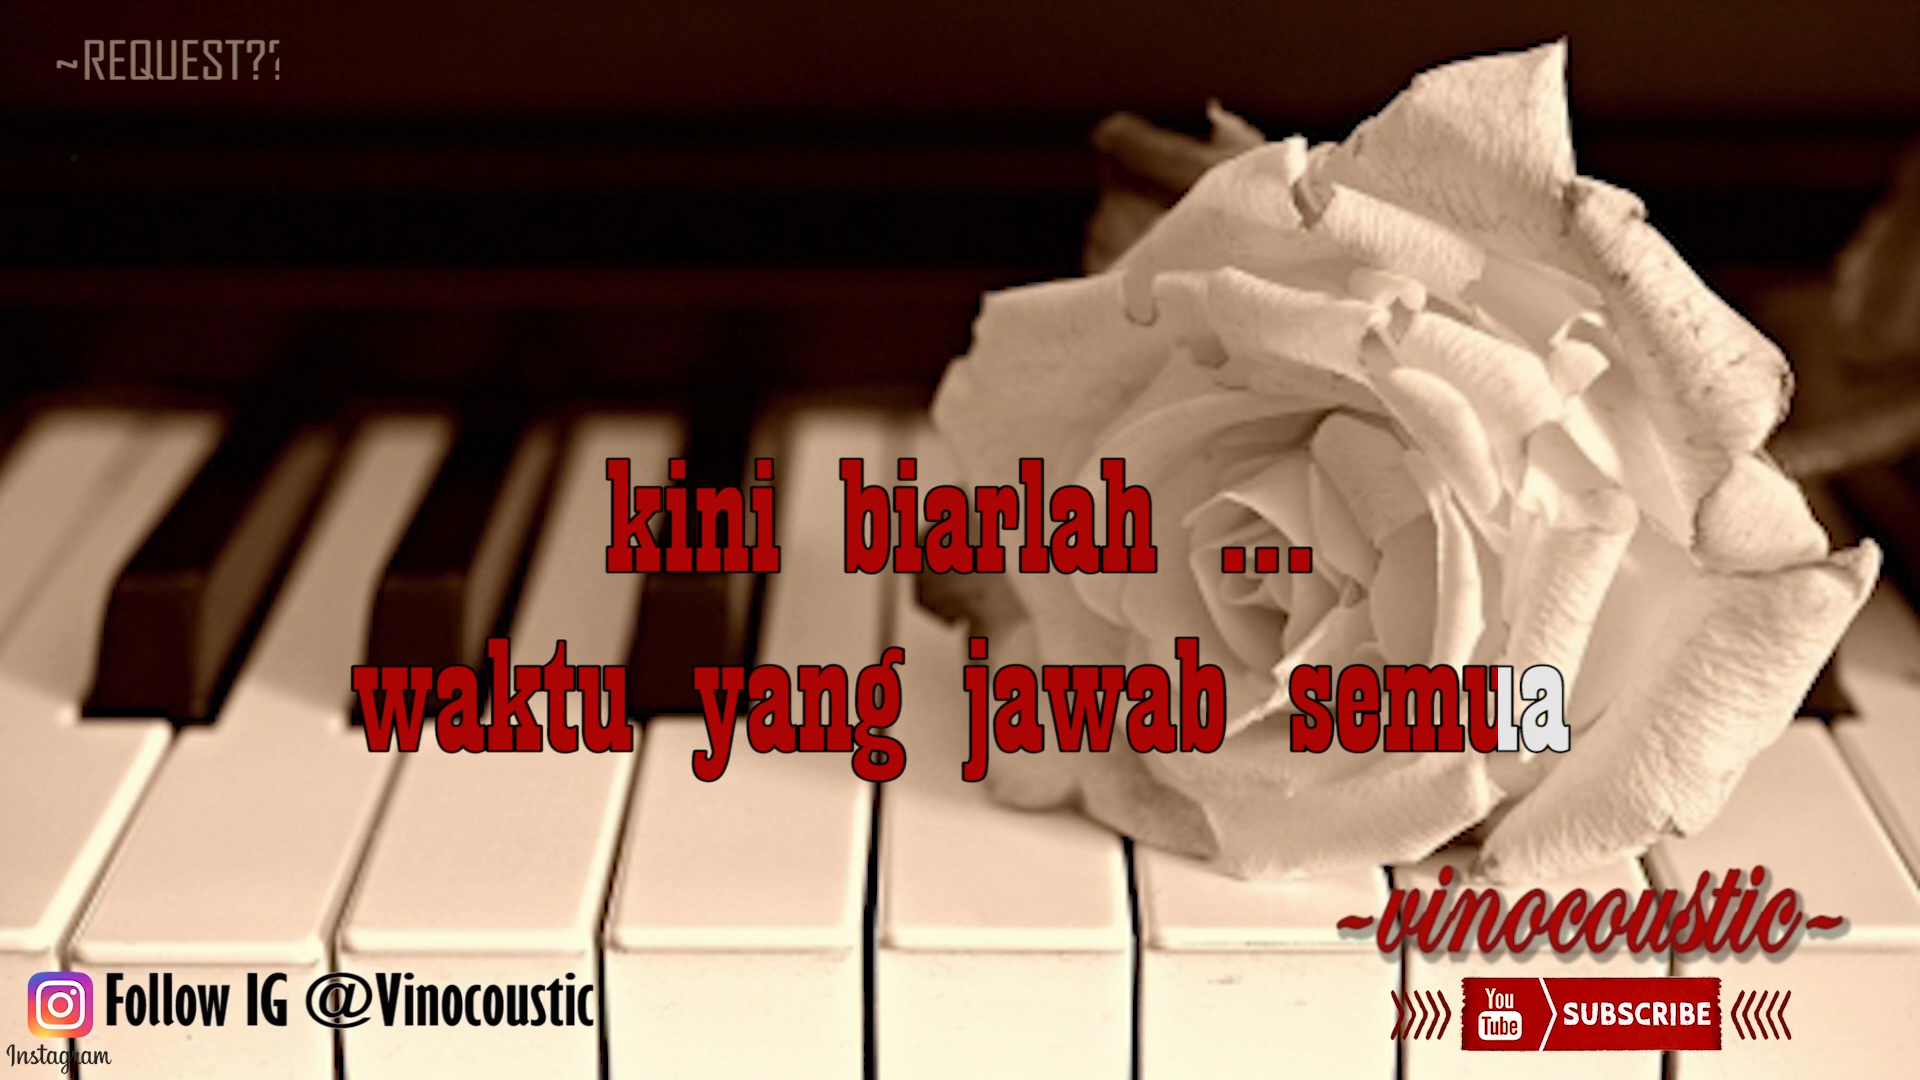 ~REQUEST??
kini biarlah ...
waktu yang jawab semua
~vinocoustic~
Follow IG @Vinocoustic
You Tube SUBSCRIBE
Instagram